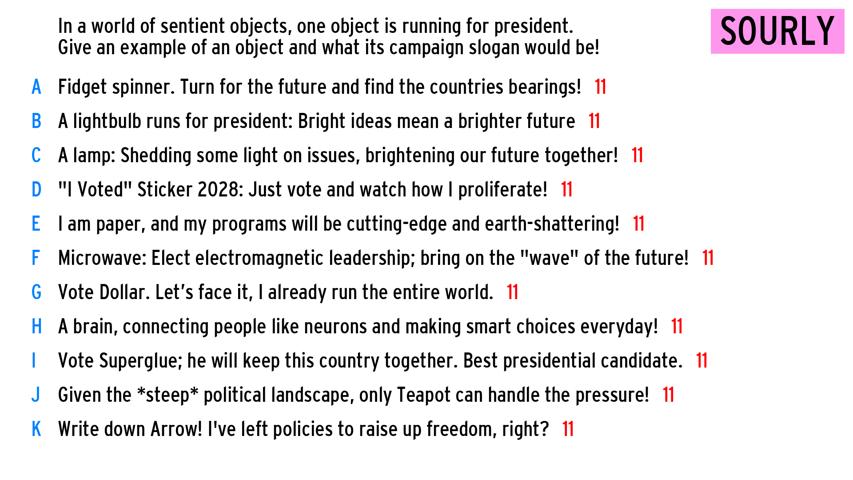 In a world of sentient objects, one object is running for president.
Give an example of an object and what its campaign slogan would be!
SOURLY
A Fidget spinner. Turn for the future and find the countries bearings! 11
B A lightbulb runs for president: Bright ideas mean a brighter future 11
C A lamp: Shedding some light on issues, brightening our future together! 11
D "I Voted" Sticker 2028: Just vote and watch how I proliferate! 11
E I am paper, and my programs will be cutting-edge and earth-shattering! 11
F Microwave: Elect electromagnetic leadership; bring on the "wave" of the future! 11
G Vote Dollar. Let’s face it, I already run the entire world. 11
H A brain, connecting people like neurons and making smart choices everyday! 11
I Vote Superglue; he will keep this country together. Best presidential candidate. 11
J Given the *steep* political landscape, only Teapot can handle the pressure! 11
K Write down Arrow! I've left policies to raise up freedom, right? 11